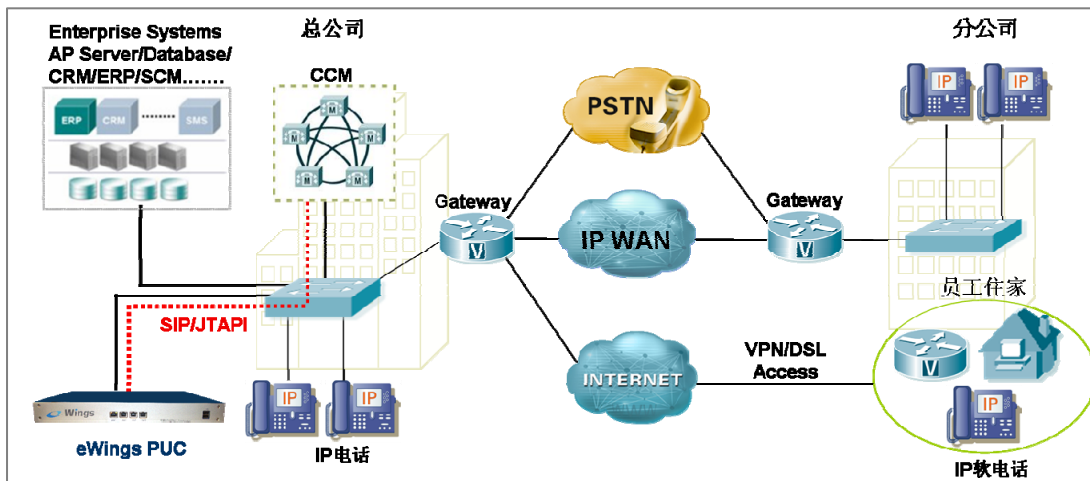 Enterprise Systems
AP Server/Database/
CRM/ERP/SCM.......
ERP
CRM
........
SMS
总公司
CCM
M
M
M
M
M
PSTN
Gateway
V
IP WAN
Gateway
V
分公司
IP
IP
SIP/JTAPI
INTERNET
VPN/DSL
Access
员工住家
V
IP
IP软电话
Wings
eWings PUC
IP
IP
IP电话